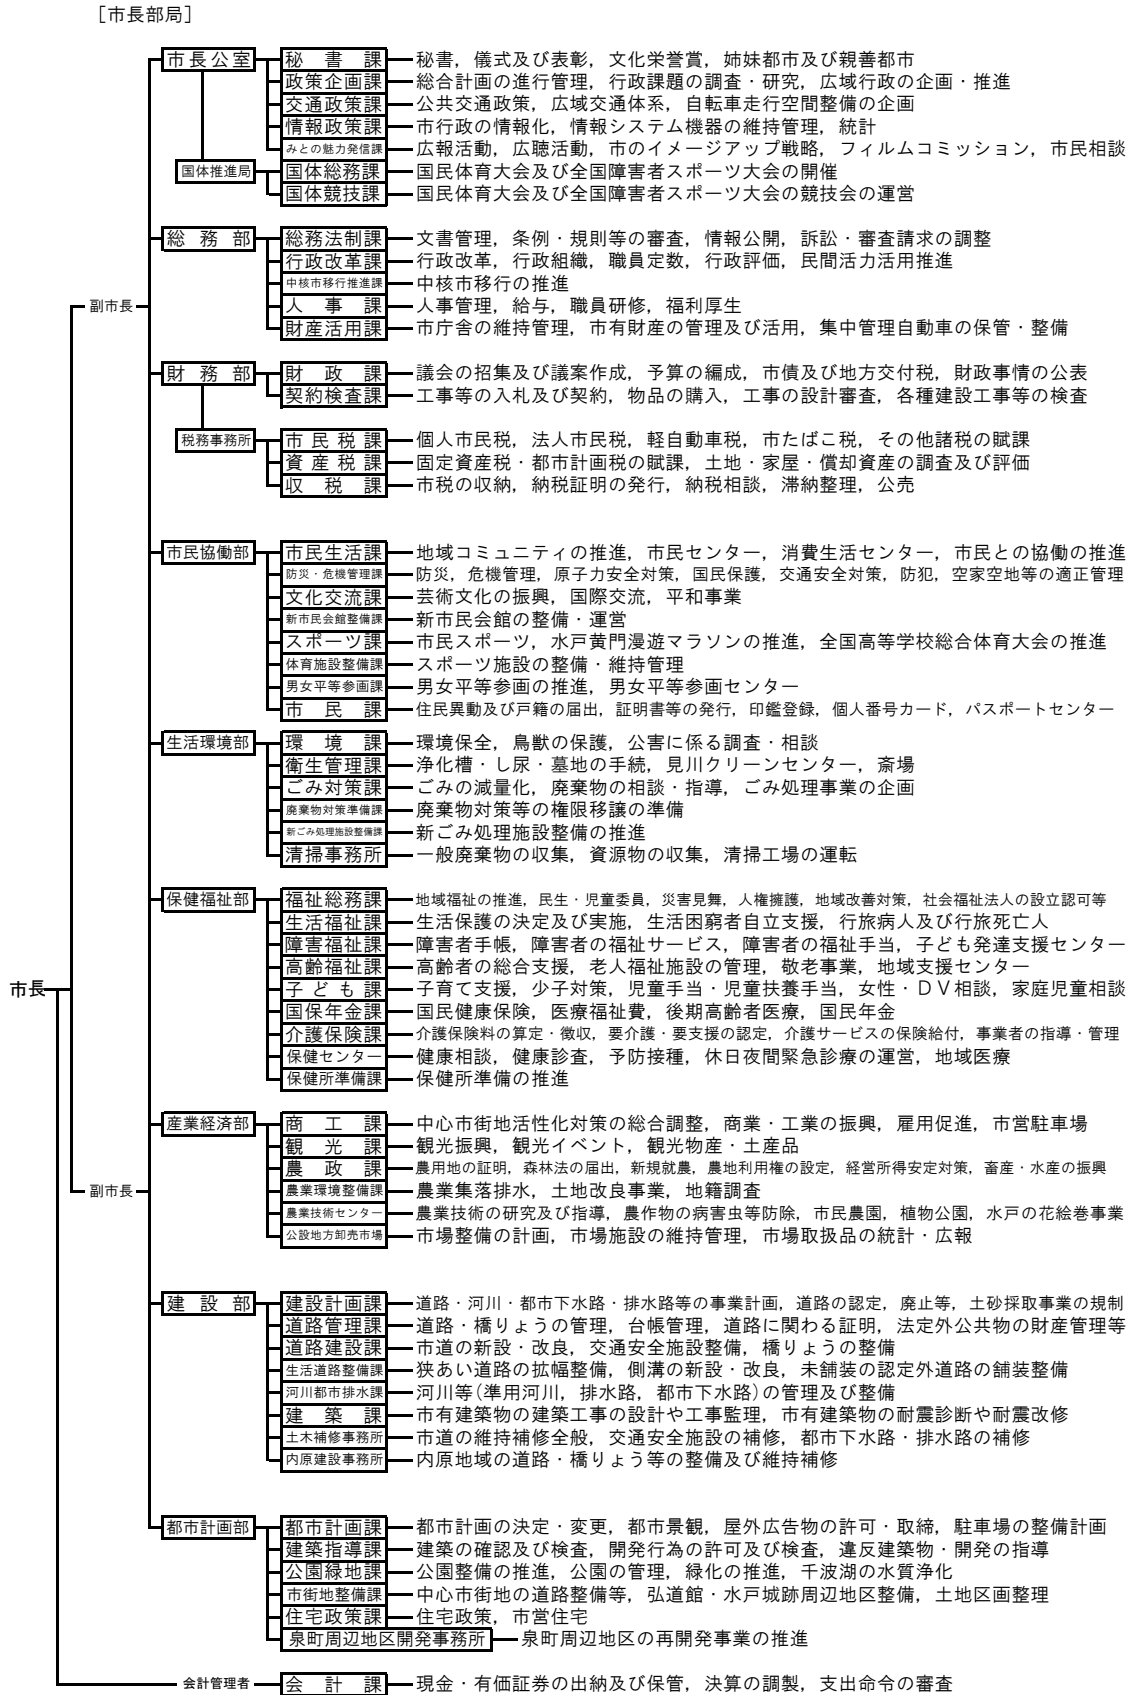 ［市長部局］
市長公室 秘書課 秘書，儀式及び表彰，文化栄誉賞，姉妹都市及び親善都市
政策企画課 総合計画の進行管理，行政課題の調査・研究，広域行政の企画・推進
交通政策課 公共交通政策，広域交通体系，自転車走行空間整備の企画
情報政策課 市行政の情報化，情報システム機器の維持管理，統計
みとの魅力発信課 広報活動，広聴活動，市のイメージアップ戦略，フィルムコミッション，市民相談
国体推進局 国体総務課 国民体育大会及び全国障害者スポーツ大会の開催
国体競技課 国民体育大会及び全国障害者スポーツ大会の競技会の運営
総務部 総務法制課 文書管理，条例・規則等の審査，情報公開，訴訟・審査請求の調整
行政改革課 行政改革，行政組織，職員定数，行政評価，民間活力活用推進
中核市移行推進課 中核市移行の推進
副市長 人事課 人事管理，給与，職員研修，福利厚生
財産活用課 市庁舎の維持管理，市有財産の管理及び活用，集中管理自動車の保管・整備
財務部 財政課 議会の招集及び議案作成，予算の編成，市債及び地方交付税，財政事情の公表
契約検査課 工事等の入札及び契約，物品の購入，工事の設計審査，各種建設工事等の検査
税務事務所 市民税課 個人市民税，法人市民税，軽自動車税，市たばこ税，その他諸税の賦課
資産税課 固定資産税・都市計画税の賦課，土地・家屋・償却資産の調査及び評価
収税課 市税の収納，納税証明の発行，納税相談，滞納整理，公売
市民協働部 市民生活課 地域コミュニティの推進，市民センター，消費生活センター，市民との協働の推進
防災・危機管理課 防災，危機管理，原子力安全対策，国民保護，交通安全対策，防犯，空家空地等の適正管理
文化交流課 芸術文化の振興，国際交流，平和事業
新市民会館整備課 新市民会館の整備・運営
スポーツ課 市民スポーツ，水戸黄門漫遊マラソンの推進，全国高等学校総合体育大会の推進
体育施設整備課 スポーツ施設の整備・維持管理
男女平等参画課 男女平等参画の推進，男女平等参画センター
市民課 住民異動及び戸籍の届出，証明書等の発行，印鑑登録，個人番号カード，パスポートセンター
生活環境部 環境課 環境保全，鳥獣の保護，公害に係る調査・相談
衛生管理課 浄化槽・し尿・墓地の手続，見川クリーンセンター，斎場
ごみ対策課 ごみの減量化，廃棄物の相談・指導，ごみ処理事業の企画
廃棄物対策準備課 廃棄物対策等の権限移譲の準備
新ごみ処理施設整備課 新ごみ処理施設整備の推進
清掃事務所 一般廃棄物の収集，資源物の収集，清掃工場の運転
保健福祉部 福祉総務課 地域福祉の推進，民生・児童委員，災害見舞，人権擁護，地域改善対策，社会福祉法人の設立認可等
生活福祉課 生活保護の決定及び実施，生活困窮者自立支援，行旅病人及び行旅死亡人
障害福祉課 障害者手帳，障害者の福祉サービス，障害者の福祉手当，子ども発達支援センター
高齢福祉課 高齢者の総合支援，老人福祉施設の管理，敬老事業，地域支援センター
市長 子ども課 子育て支援，少子対策，児童手当・児童扶養手当，女性・ＤＶ相談，家庭児童相談
国保年金課 国民健康保険，医療福祉費，後期高齢者医療，国民年金
介護保険課 介護保険料の算定・徴収，要介護・要支援の認定，介護サービスの保険給付，事業者の指導・管理
保健センター 健康相談，健康診査，予防接種，休日夜間緊急診療の運営，地域医療
保健所準備課 保健所準備の推進
産業経済部 商工課 中心市街地活性化対策の総合調整，商業・工業の振興，雇用促進，市営駐車場
観光課 観光振興，観光イベント，観光物産・土産品
農政課 農用地の証明，森林法の届出，新規就農，農地利用権の設定，経営所得安定対策，畜産・水産の振興
副市長 農業環境整備課 農業集落排水，土地改良事業，地籍調査
農業技術センター 農業技術の研究及び指導，農作物の病害虫等防除，市民農園，植物公園，水戸の花絵巻事業
公設地方卸売市場 市場整備の計画，市場施設の維持管理，市場取扱品の統計・広報
建設部 建設計画課 道路・河川・都市下水路・排水路等の事業計画，道路の認定，廃止等，土砂採取事業の規制
道路管理課 道路・橋りょうの管理，台帳管理，道路に関わる証明，法定外公共物の財産管理等
道路建設課 市道の新設・改良，交通安全施設整備，橋りょうの整備
生活道路整備課 狭あい道路の拡幅整備，側溝の新設・改良，未舗装の認定外道路の舗装整備
河川都市排水課 河川等(準用河川，排水路，都市下水路)の管理及び整備
建築課 市有建築物の建築工事の設計や工事監理，市有建築物の耐震診断や耐震改修
土木補修事務所 市道の維持補修全般，交通安全施設の補修，都市下水路・排水路の補修
内原建設事務所 内原地域の道路・橋りょう等の整備及び維持補修
都市計画部 都市計画課 都市計画の決定・変更，都市景観，屋外広告物の許可・取締，駐車場の整備計画
建築指導課 建築の確認及び検査，開発行為の許可及び検査，違反建築物・開発の指導
公園緑地課 公園整備の推進，公園の管理，緑化の推進，千波湖の水質浄化
市街地整備課 中心市街地の道路整備等，弘道館・水戸城跡周辺地区整備，土地区画整理
住宅政策課 住宅政策，市営住宅
泉町周辺地区開発事務所 泉町周辺地区の再開発事業の推進
会計管理者 会計課 現金・有価証券の出納及び保管，決算の調製，支出命令の審査